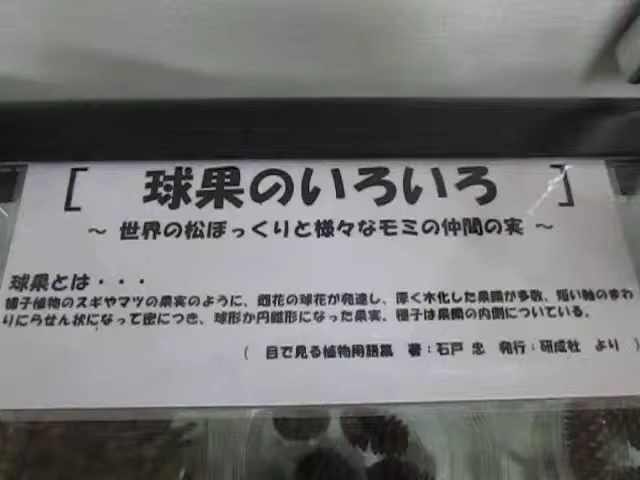 [ 球果のいろいろ ]
～ 世界の松ぼっくりと様々なモミの仲間の実 ～
球果とは・・・
種子植物のスギやマツの果実のように、雌花の球花が発達し、厚く木化した果鱗が多数、短い軸のまわ
りにらせん状になって密につき、球形か円錐形になった果実。種子は果鱗の内側についている。
( 目で見る植物用語集 著：石戸 忠 発行：研成社 より )